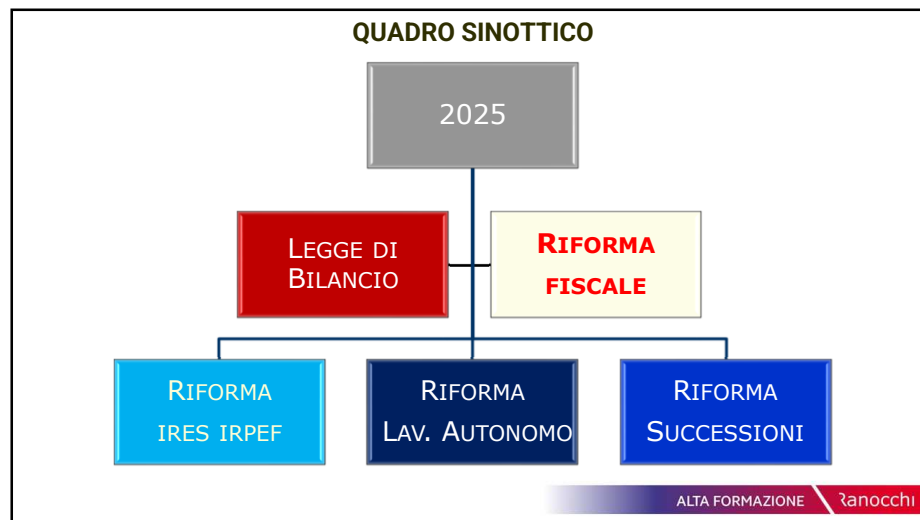 QUADRO SINOTTICO
2025
LEGGE DI
BILANCIO
RIFORMA
FISCALE
RIFORMA
IRES IRPEF
RIFORMA
LAV. AUTONOMO
RIFORMA
SUCCESSIONI
ALTA FORMAZIONE Ranocchi